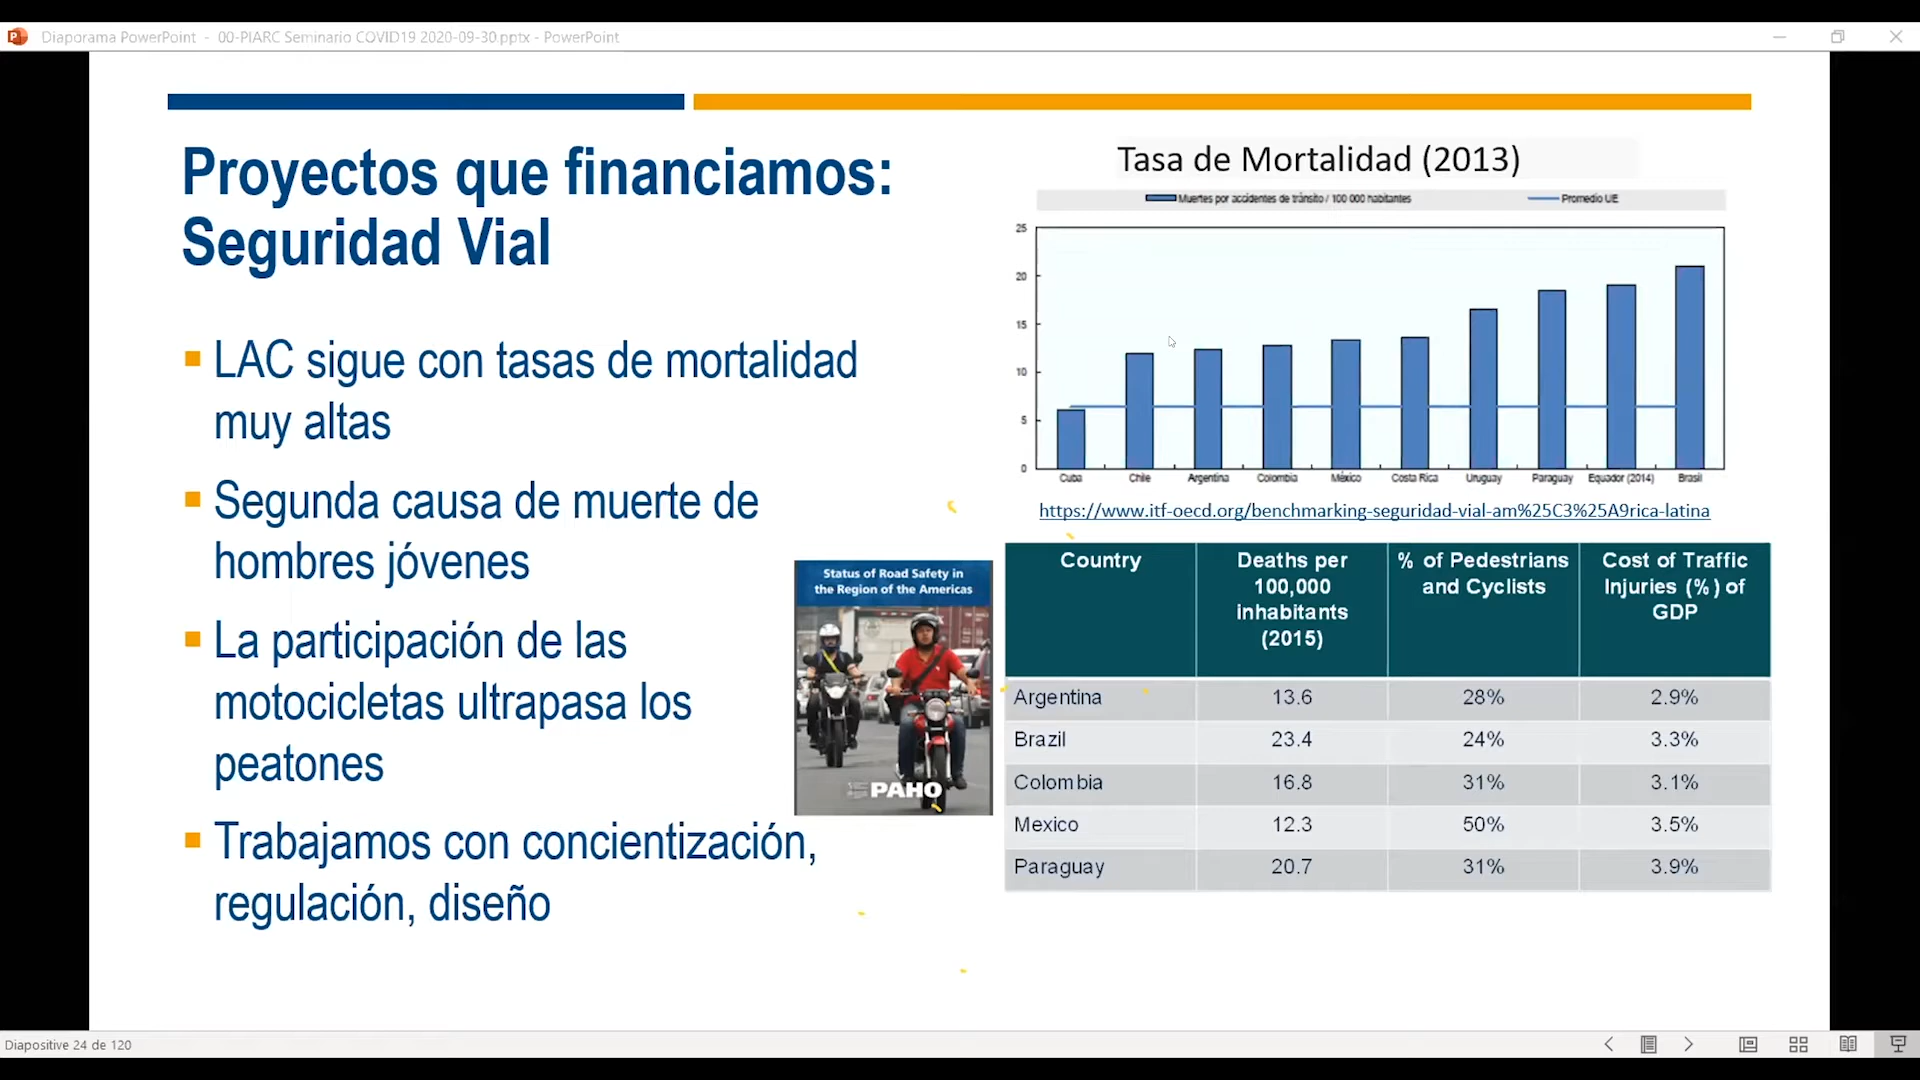 Diaporama PowerPoint - 00-PIARC Seminario COVID19 2020-09-30.pptx - PowerPoint
Proyectos que financiamos:
Seguridad Vial
LAC sigue con tasas de mortalidad
muy altas
Segunda causa de muerte de
hombres jóvenes
La participación de las
motocicletas ultrapasa los
peatones
Trabajamos con concientización,
regulación, diseño
Status of Road Safety in
the Region of the Americas
PAHO
Tasa de Mortalidad (2013)
Muertes por accidentes de tránsito / 100 000 habitantes Promedio UE
25
20
15
10
5
0
Cuba Chile Argentina Colombia México Costa Rica Uruguay Paraguay Equador (2014) Brasil
https://www.itf-oecd.org/benchmarking-seguridad-vial-am%25C3%25A9rica-latina
Country Deaths per 100,000 inhabitants (2015) % of Pedestrians and Cyclists Cost of Traffic Injuries (%) of GDP
Argentina 13.6 28% 2.9%
Brazil 23.4 24% 3.3%
Colombia 16.8 31% 3.1%
Mexico 12.3 50% 3.5%
Paraguay 20.7 31% 3.9%
Diapositive 24 de 120